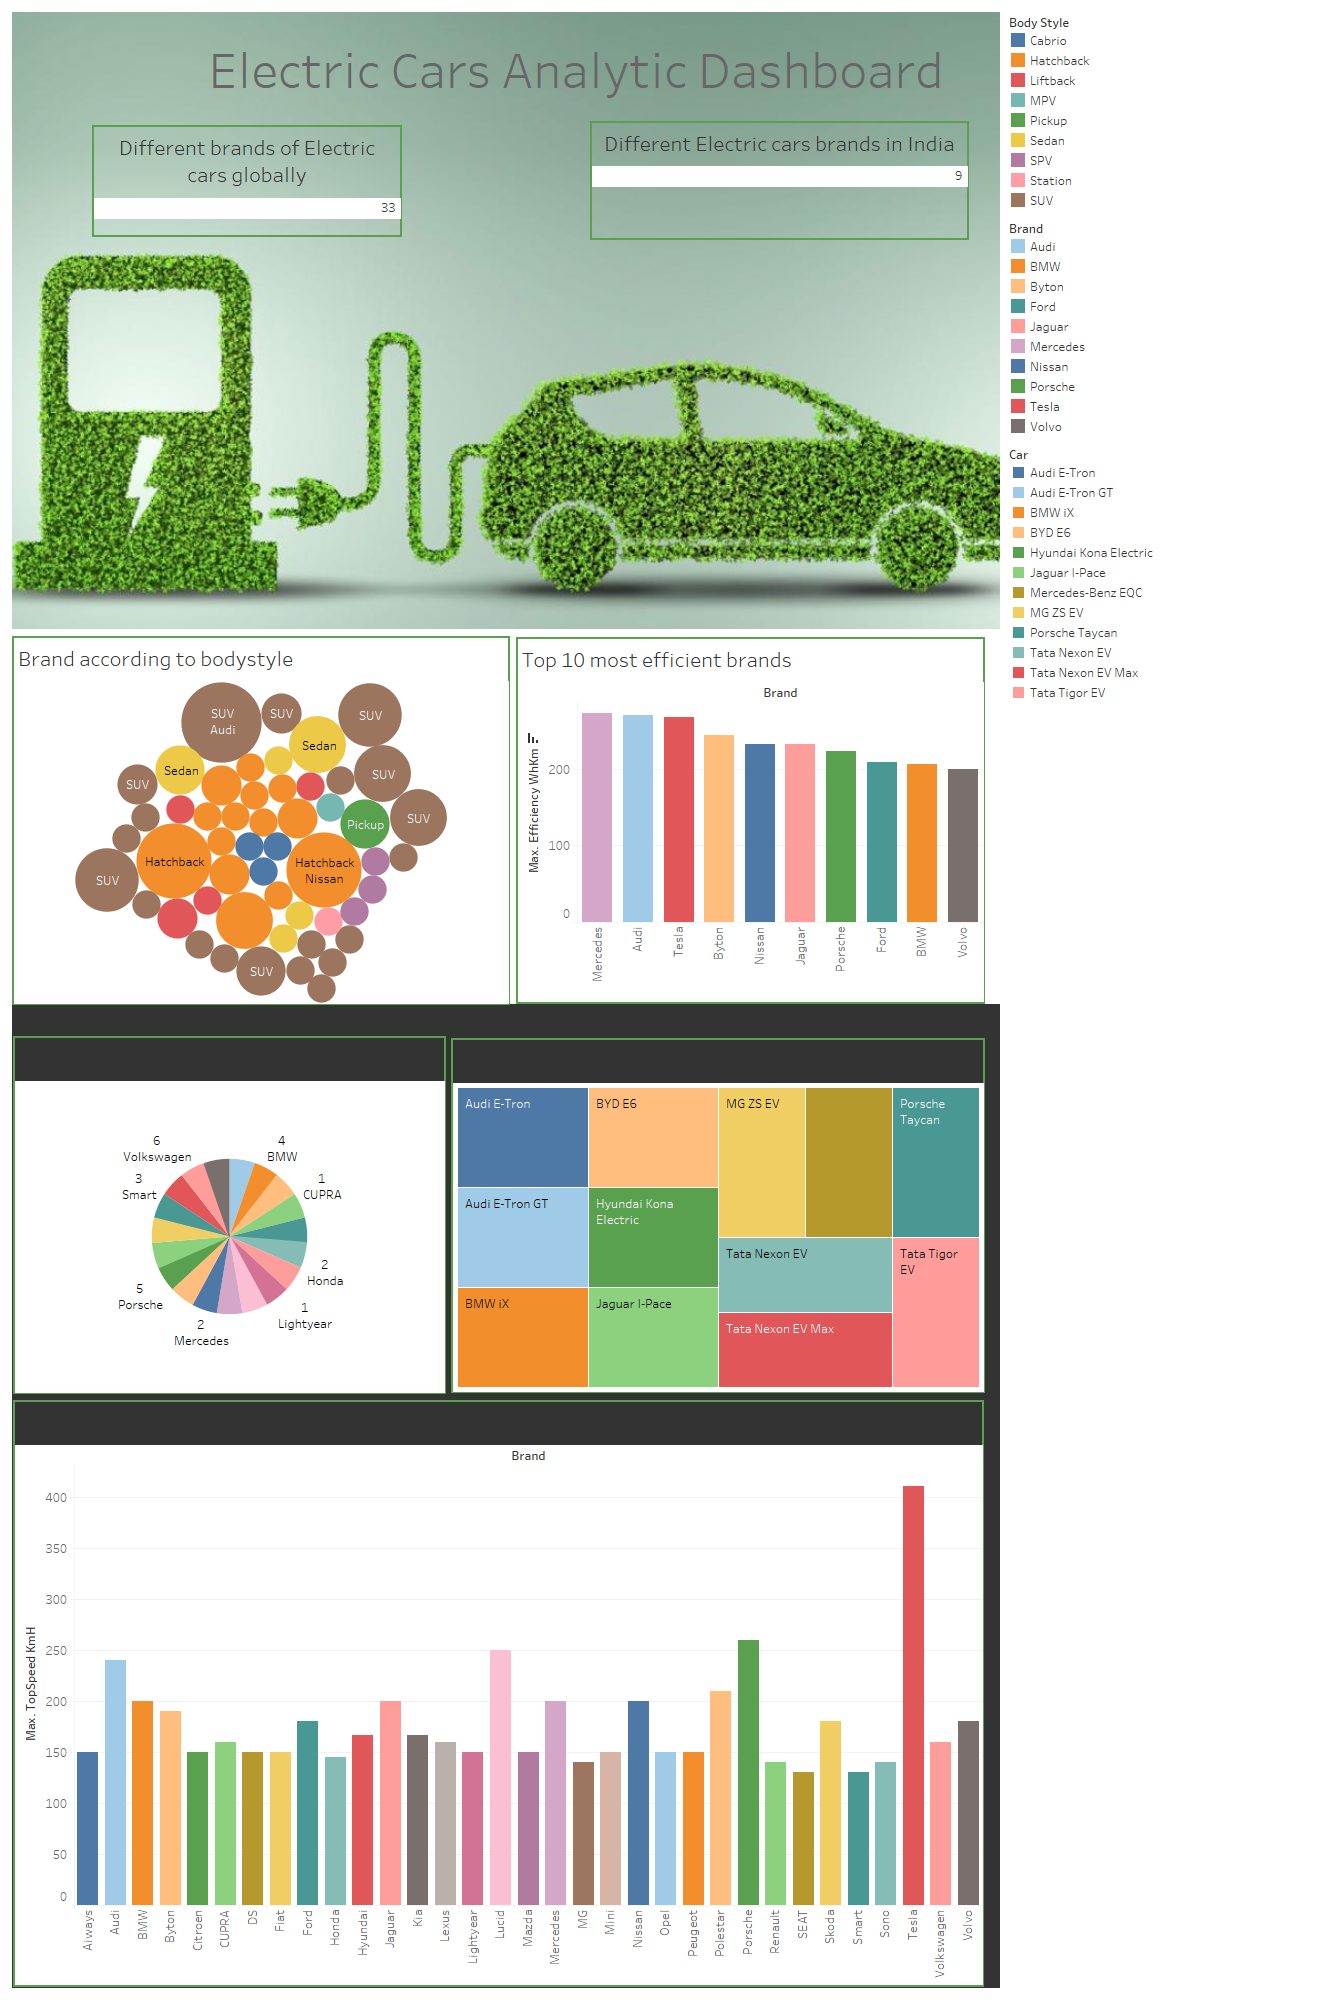 Electric Cars Analytic Dashboard
Different brands of Electric
cars globally
33
Different Electric cars brands in India
9
Body Style
Cabrio
Hatchback
Liftback
MPV
Pickup
Sedan
SPV
Station
SUV
Brand
Audi
BMW
Byton
Ford
Jaguar
Mercedes
Nissan
Porsche
Tesla
Volvo
Car
Audi E-Tron
Audi E-Tron GT
BMW iX
BYD E6
Hyundai Kona Electric
Jaguar I-Pace
Mercedes-Benz EQC
MG ZS EV
Porsche Taycan
Tata Nexon EV
Tata Nexon EV Max
Tata Tigor EV
Brand according to bodystyle
SUV
Audi
SUV
SUV
Sedan
Sedan
SUV
SUV
SUV
Pickup
Hatchback
Hatchback
Nissan
SUV
SUV
Top 10 most efficient brands
Brand
Max. Efficiency WhKm
200
100
0
Mercedes
Audi
Tesla
Byton
Nissan
Jaguar
Porsche
Ford
BMW
Volvo
6
Volkswagen
4
BMW
3
Smart
1
CUPRA
2
Honda
5
Porsche
1
Lightyear
2
Mercedes
Audi E-Tron
BYD E6
MG ZS EV
Porsche
Taycan
Audi E-Tron GT
Hyundai Kona
Electric
Tata Nexon EV
Tata Tigor
EV
BMW iX
Jaguar I-Pace
Tata Nexon EV Max
Brand
Max. TopSpeed KmH
400
350
300
250
200
150
100
50
0
Aiways
Audi
BMW
Byton
Citroen
CUPRA
DS
Fiat
Ford
Honda
Hyundai
Jaguar
Kia
Lexus
Lightyear
Lucid
Mazda
Mercedes
MG
Mini
Nissan
Opel
Peugeot
Polestar
Porsche
Renault
SEAT
Skoda
Smart
Sono
Tesla
Volkswagen
Volvo